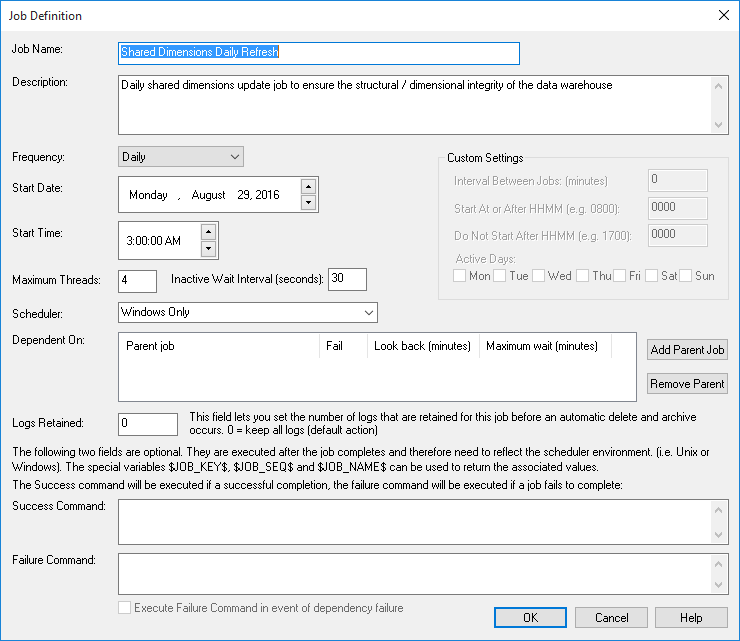 Job Definition
Job Name:
Shared Dimensions Daily Refresh
Description:
Daily shared dimensions update job to ensure the structural / dimensional integrity of the data warehouse
Frequency:
Daily
Start Date:
Monday , August 29, 2016
Start Time:
3:00:00 AM
Custom Settings
Interval Between Jobs: (minutes)
0
Start At or After HHMM (e.g. 0800):
0000
Do Not Start After HHMM (e.g. 1700):
0000
Active Days:
Mon Tue Wed Thu Fri Sat Sun
Maximum Threads:
4
Inactive Wait Interval (seconds):
30
Scheduler:
Windows Only
Dependent On:
Parent job Fail Look back (minutes) Maximum wait (minutes)
Add Parent Job
Remove Parent
Logs Retained:
0
This field lets you set the number of logs that are retained for this job before an automatic delete and archive
occurs. 0 = keep all logs (default action)
The following two fields are optional. They are executed after the job completes and therefore need to reflect the scheduler environment. (i.e. Unix or
Windows). The special variables $JOB_KEY$, $JOB_SEQ$ and $JOB_NAME$ can be used to return the associated values.
The Success command will be executed if a successful completion, the failure command will be executed if a job fails to complete:
Success Command:
Failure Command:
Execute Failure Command in event of dependency failure
OK Cancel Help